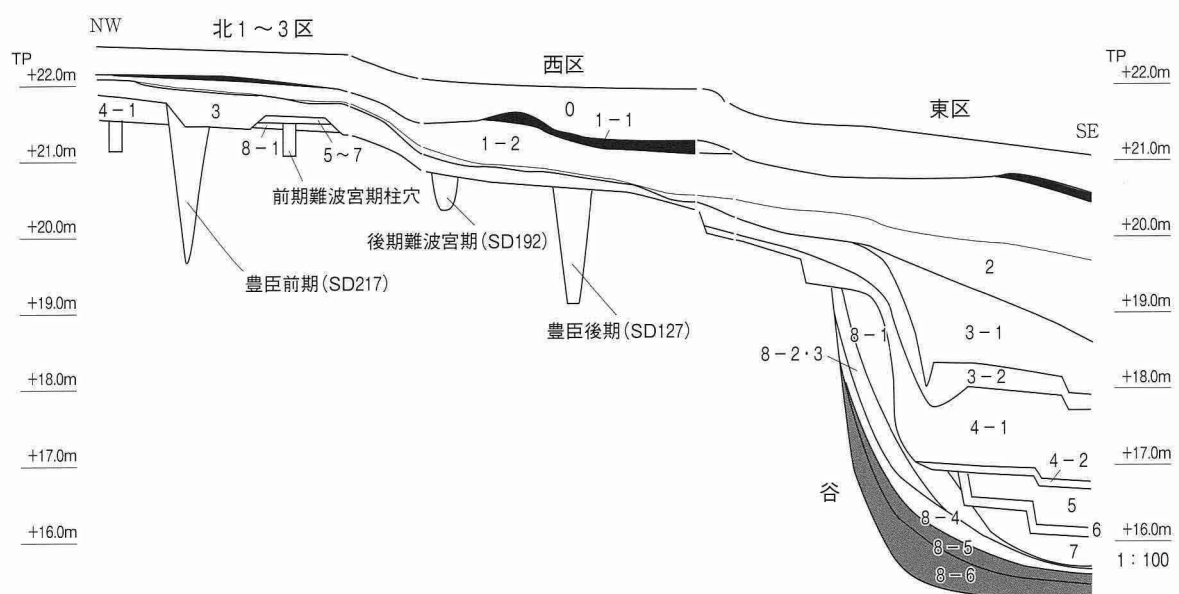 NW
北1～3区
西区
東区
SE
TP
+22.0m
+21.0m
+20.0m
+19.0m
+18.0m
+17.0m
+16.0m
TP
+22.0m
+21.0m
+20.0m
+19.0m
+18.0m
+17.0m
+16.0m
4-1
3
8-1
5～7
前期難波宮期柱穴
豊臣前期(SD217)
後期難波宮期(SD192)
豊臣後期(SD127)
0
1-1
1-2
2
3-1
3-2
4-1
4-2
5
6
7
8-1
8-2・3
8-4
8-5
8-6
谷
1：100